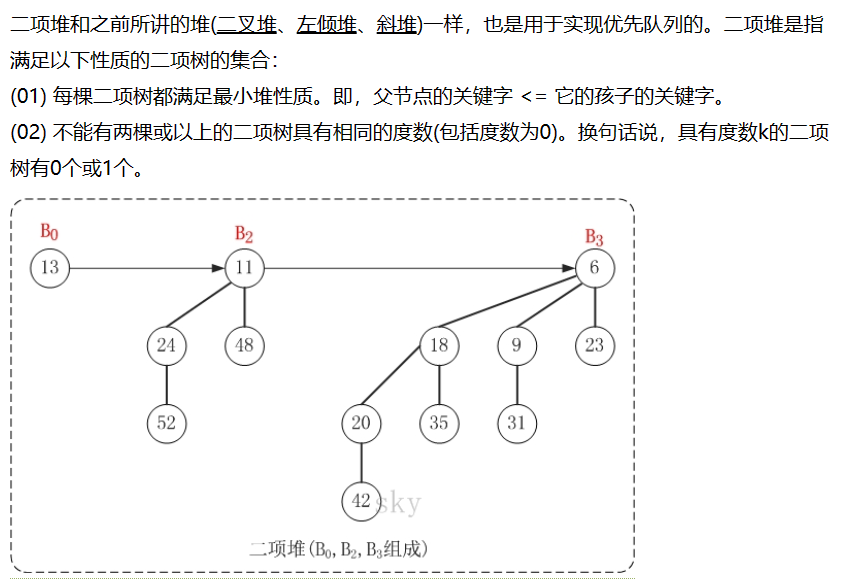 二项堆和之前所讲的堆(二叉堆、左倾堆、斜堆)一样，也是用于实现优先队列的。二项堆是指
满足以下性质的二项树的集合：
(01) 每棵二项树都满足最小堆性质。即，父节点的关键字 <= 它的孩子的关键字。
(02) 不能有两棵或以上的二项树具有相同的度数(包括度数为0)。换句话说，具有度数k的二项
树有0个或1个。
B0 B2 B3
13 11 6
24 48 18 9 23
52 20 35 31
42 sky
二项堆(B0, B2, B3组成)